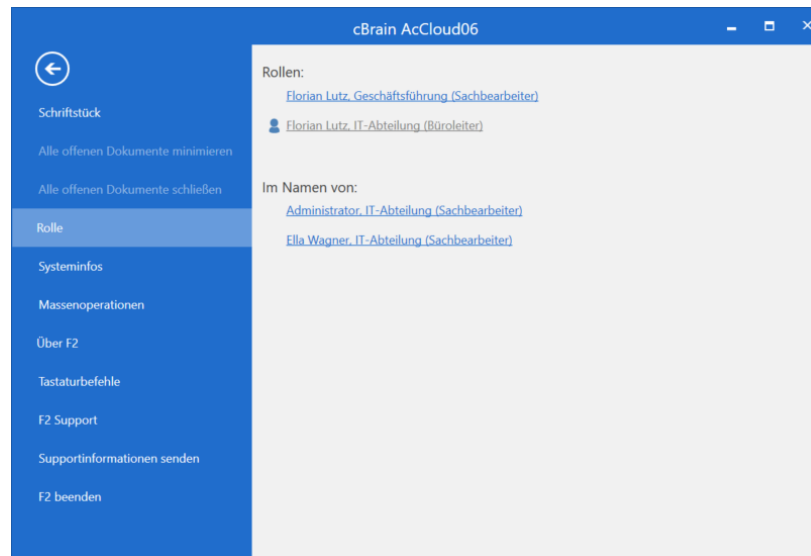 cBrain AcCloud06
Schriftstück
Alle offenen Dokumente minimieren
Alle offenen Dokumente schließen
Rolle
Systeminfos
Massenoperationen
Über F2
Tastaturbefehle
F2 Support
Supportinformationen senden
F2 beenden
Rollen:
Florian Lutz, Geschäftsführung (Sachbearbeiter)
Florian Lutz, IT-Abteilung (Büroleiter)
Im Namen von:
Administrator, IT-Abteilung (Sachbearbeiter)
Ella Wagner, IT-Abteilung (Sachbearbeiter)